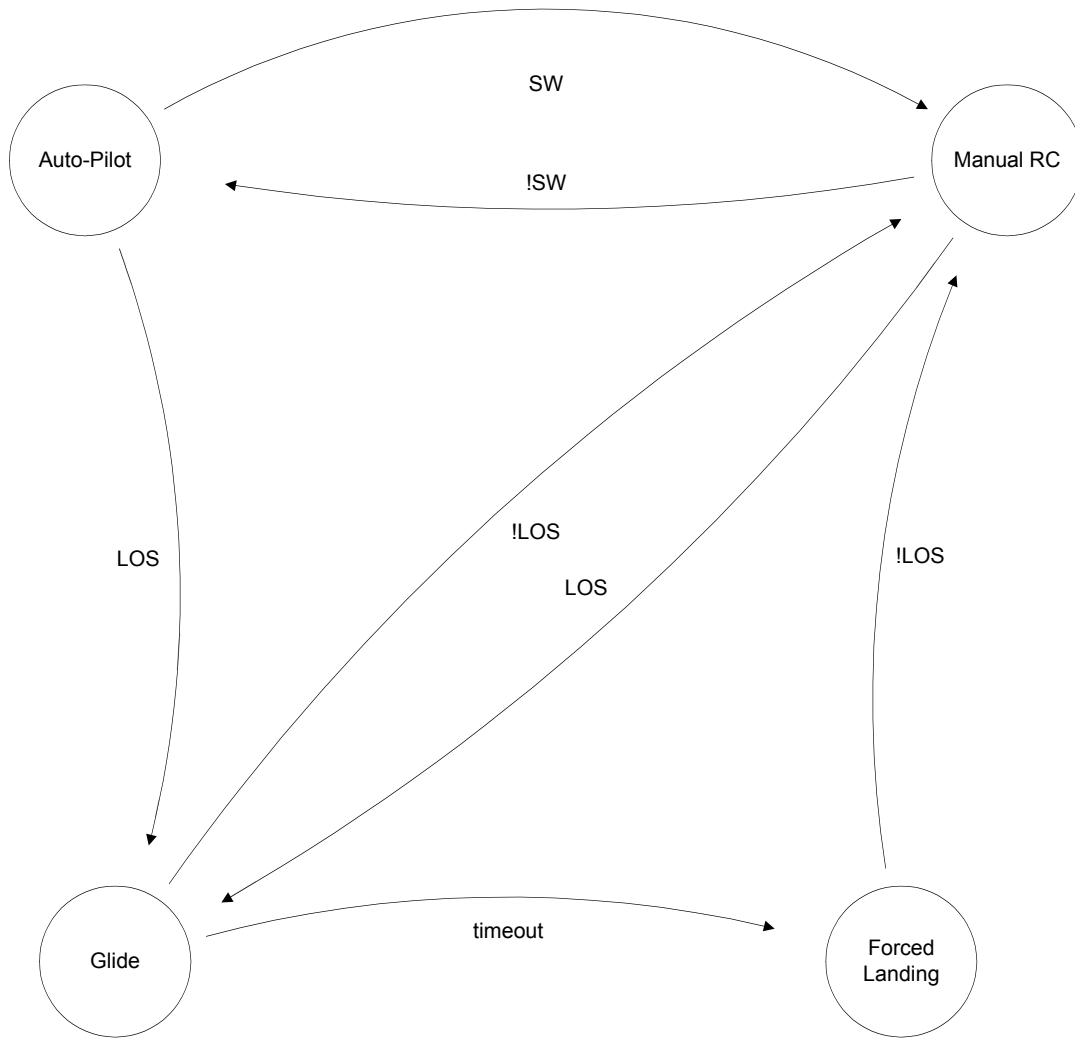 SW
Auto-Pilot
Manual RC
!SW
!LOS
LOS
!LOS
LOS
timeout
Glide
Forced
Landing